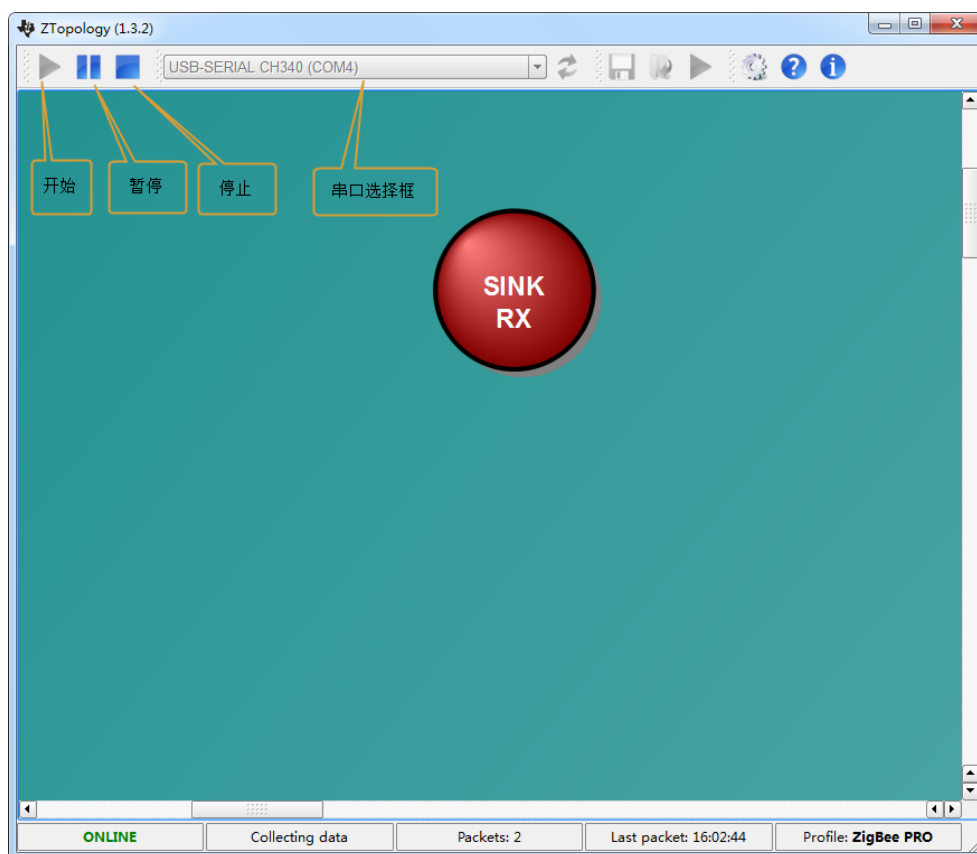 ZTopology (1.3.2)
USB-SERIAL CH340 (COM4)
开始
暂停
停止
串口选择框
SINK
RX
ONLINE
Collecting data
Packets: 2
Last packet: 16:02:44
Profile: ZigBee PRO